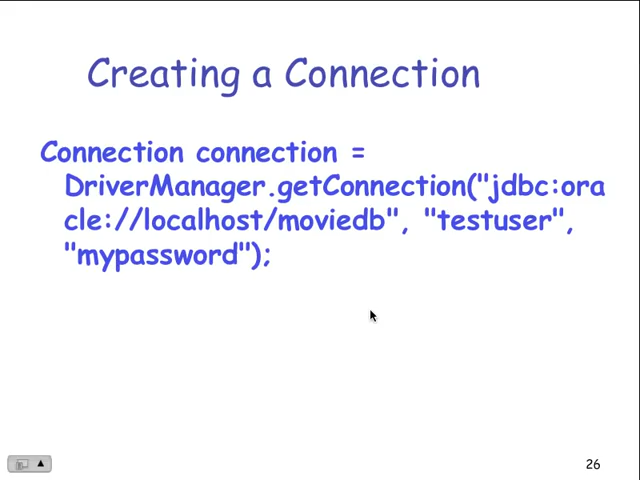 Creating a Connection
Connection connection =
DriverManager.getConnection("jdbc:ora
cle://localhost/moviedb", "testuser",
"mypassword");
26